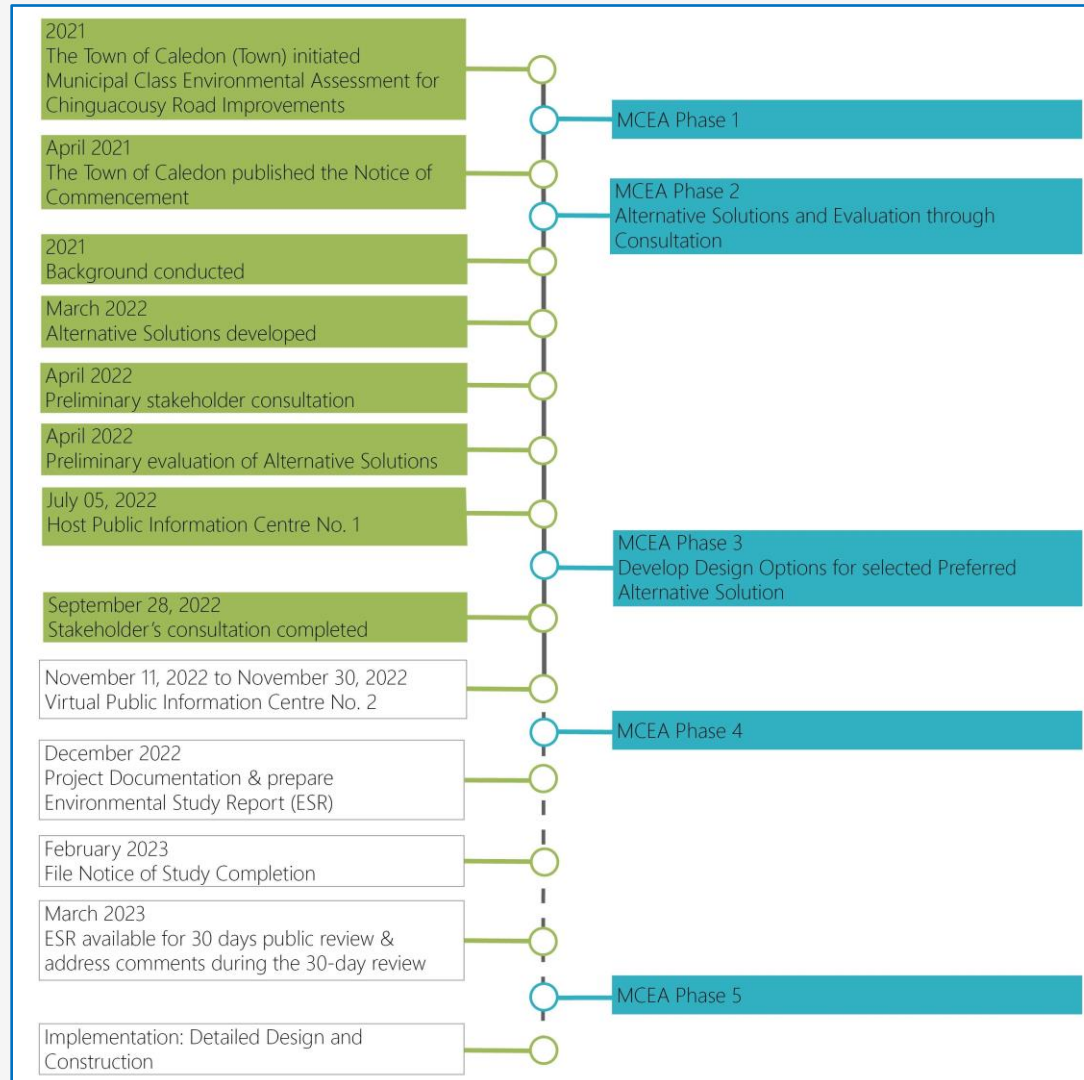 2021
The Town of Caledon (Town) initiated
Municipal Class Environmental Assessment for
Chinguacousy Road Improvements
MCEA Phase 1
April 2021
The Town of Caledon published the Notice of
Commencement
MCEA Phase 2
Alternative Solutions and Evaluation through
Consultation
2021
Background conducted
March 2022
Alternative Solutions developed
April 2022
Preliminary stakeholder consultation
April 2022
Preliminary evaluation of Alternative Solutions
July 05, 2022
Host Public Information Centre No. 1
MCEA Phase 3
Develop Design Options for selected Preferred
Alternative Solution
September 28, 2022
Stakeholder's consultation completed
November 11, 2022 to November 30, 2022
Virtual Public Information Centre No. 2
MCEA Phase 4
December 2022
Project Documentation & prepare
Environmental Study Report (ESR)
February 2023
File Notice of Study Completion
March 2023
ESR available for 30 days public review &
address comments during the 30-day review
MCEA Phase 5
Implementation: Detailed Design and
Construction